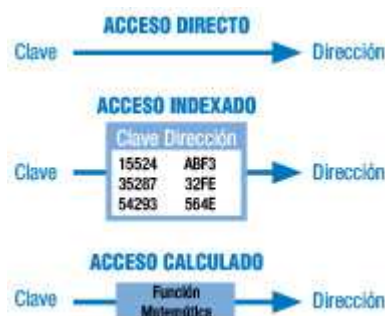 ACCESO DIRECTO
Clave Dirección
ACCESO INDEXADO
Clave Dirección
15524 ABF3
Clave 35287 32FE Dirección
54293 564E
ACCESO CALCULADO
Función
Clave Dirección
Matemática